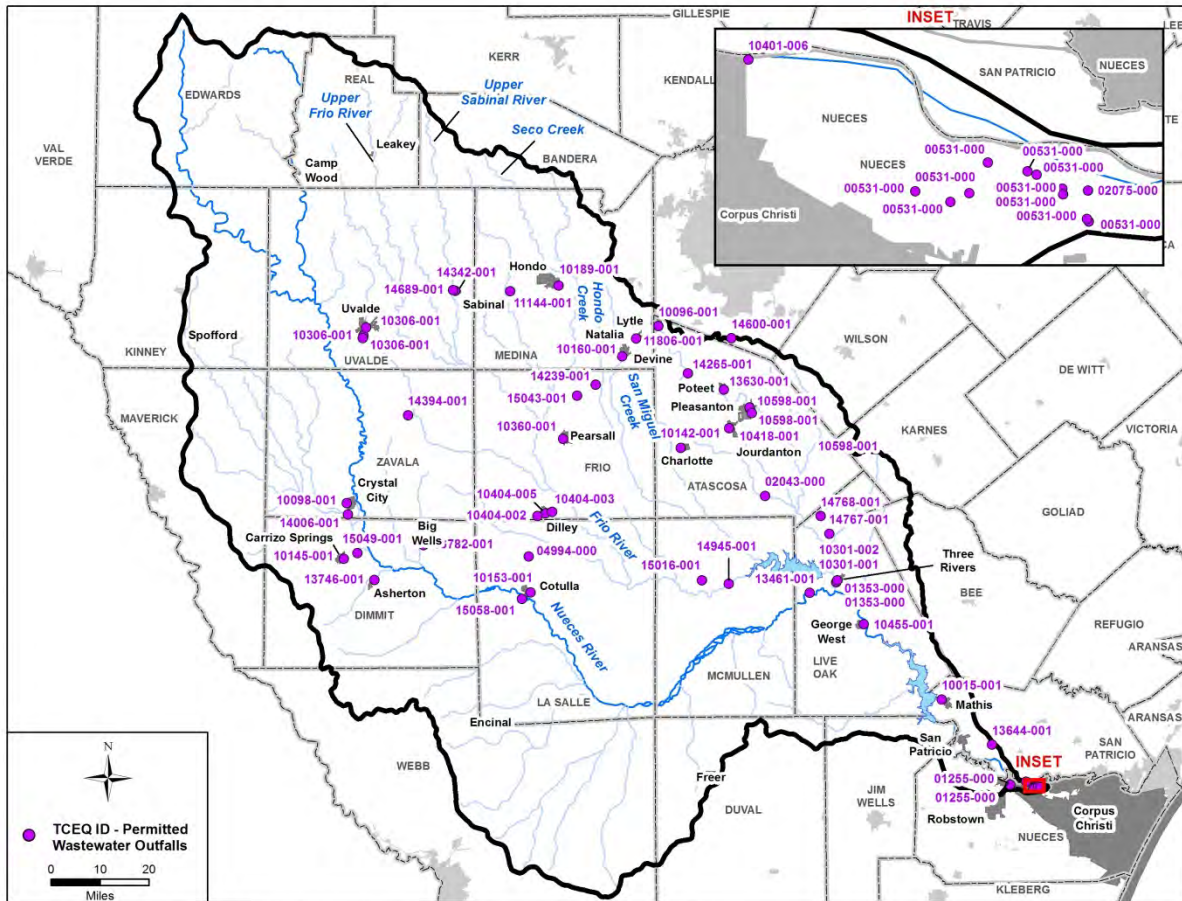 GILLESPIE
INSET
TRAVIS
LEE
KERR
KENDALL
REAL
EDWARDS
Upper
Frio River
Upper
Sabinal River
Seco Creek
BANDERA
VAL
VERDE
Leakey
Camp
Wood
10401-006
SAN PATRICIO
NUECES
NUECES
NUECES
00531-000
00531-000
00531-000
00531-000
00531-000
00531-000
00531-000
00531-000
00531-000
02075-000
00531-000
Corpus Christi
CA
14342-001
14689-001
Sabinal
Hondo
10189-001
11144-001
Hondo
Creek
Uvalde
10306-001
10306-001
10306-001
UVALDE
Spofford
KINNEY
MEDINA
Lytle
Natalia
10096-001
11806-001
14600-001
10160-001
Devine
WILSON
DE WITT
MAVERICK
14239-001
15043-001
14394-001
San Miguel
Creek
14265-001
Poteet
13630-001
Pleasanton
10598-001
10598-001
10142-001
10418-001
Jourdanton
10598-001
Charlotte
KARNES
VICTORIA
10360-001
Pearsall
FRIO
ZAVALA
Crystal
City
10098-001
14006-001
ATASCOSA
02043-000
GOLIAD
10404-005
10404-003
10404-002
Dilley
Frio River
14768-001
14767-001
Carrizo Springs
15049-001
10145-001
Big
Wells
782-001
04994-000
13746-001
Asherton
10153-001
Cotulla
15058-001
DIMMIT
14945-001
15016-001
13461-001
10301-002
10301-001
Three
Rivers
01353-000
01353-000
BEE
REFUGIO
ARANSAS
George
West
10455-001
Nueces River
LIVE
OAK
MCMULLEN
LA SALLE
Encinal
10015-001
Mathis
ARANSAS
WEBB
San
Patricio
13644-001
SAN
PATRICIO
INSET
Freer
DUVAL
JIM
WELLS
01255-000
01255-000
Robstown
Corpus
Christi
NUECES
KLEBERG
N
TCEQ ID - Permitted
Wastewater Outfalls
0 10 20
Miles